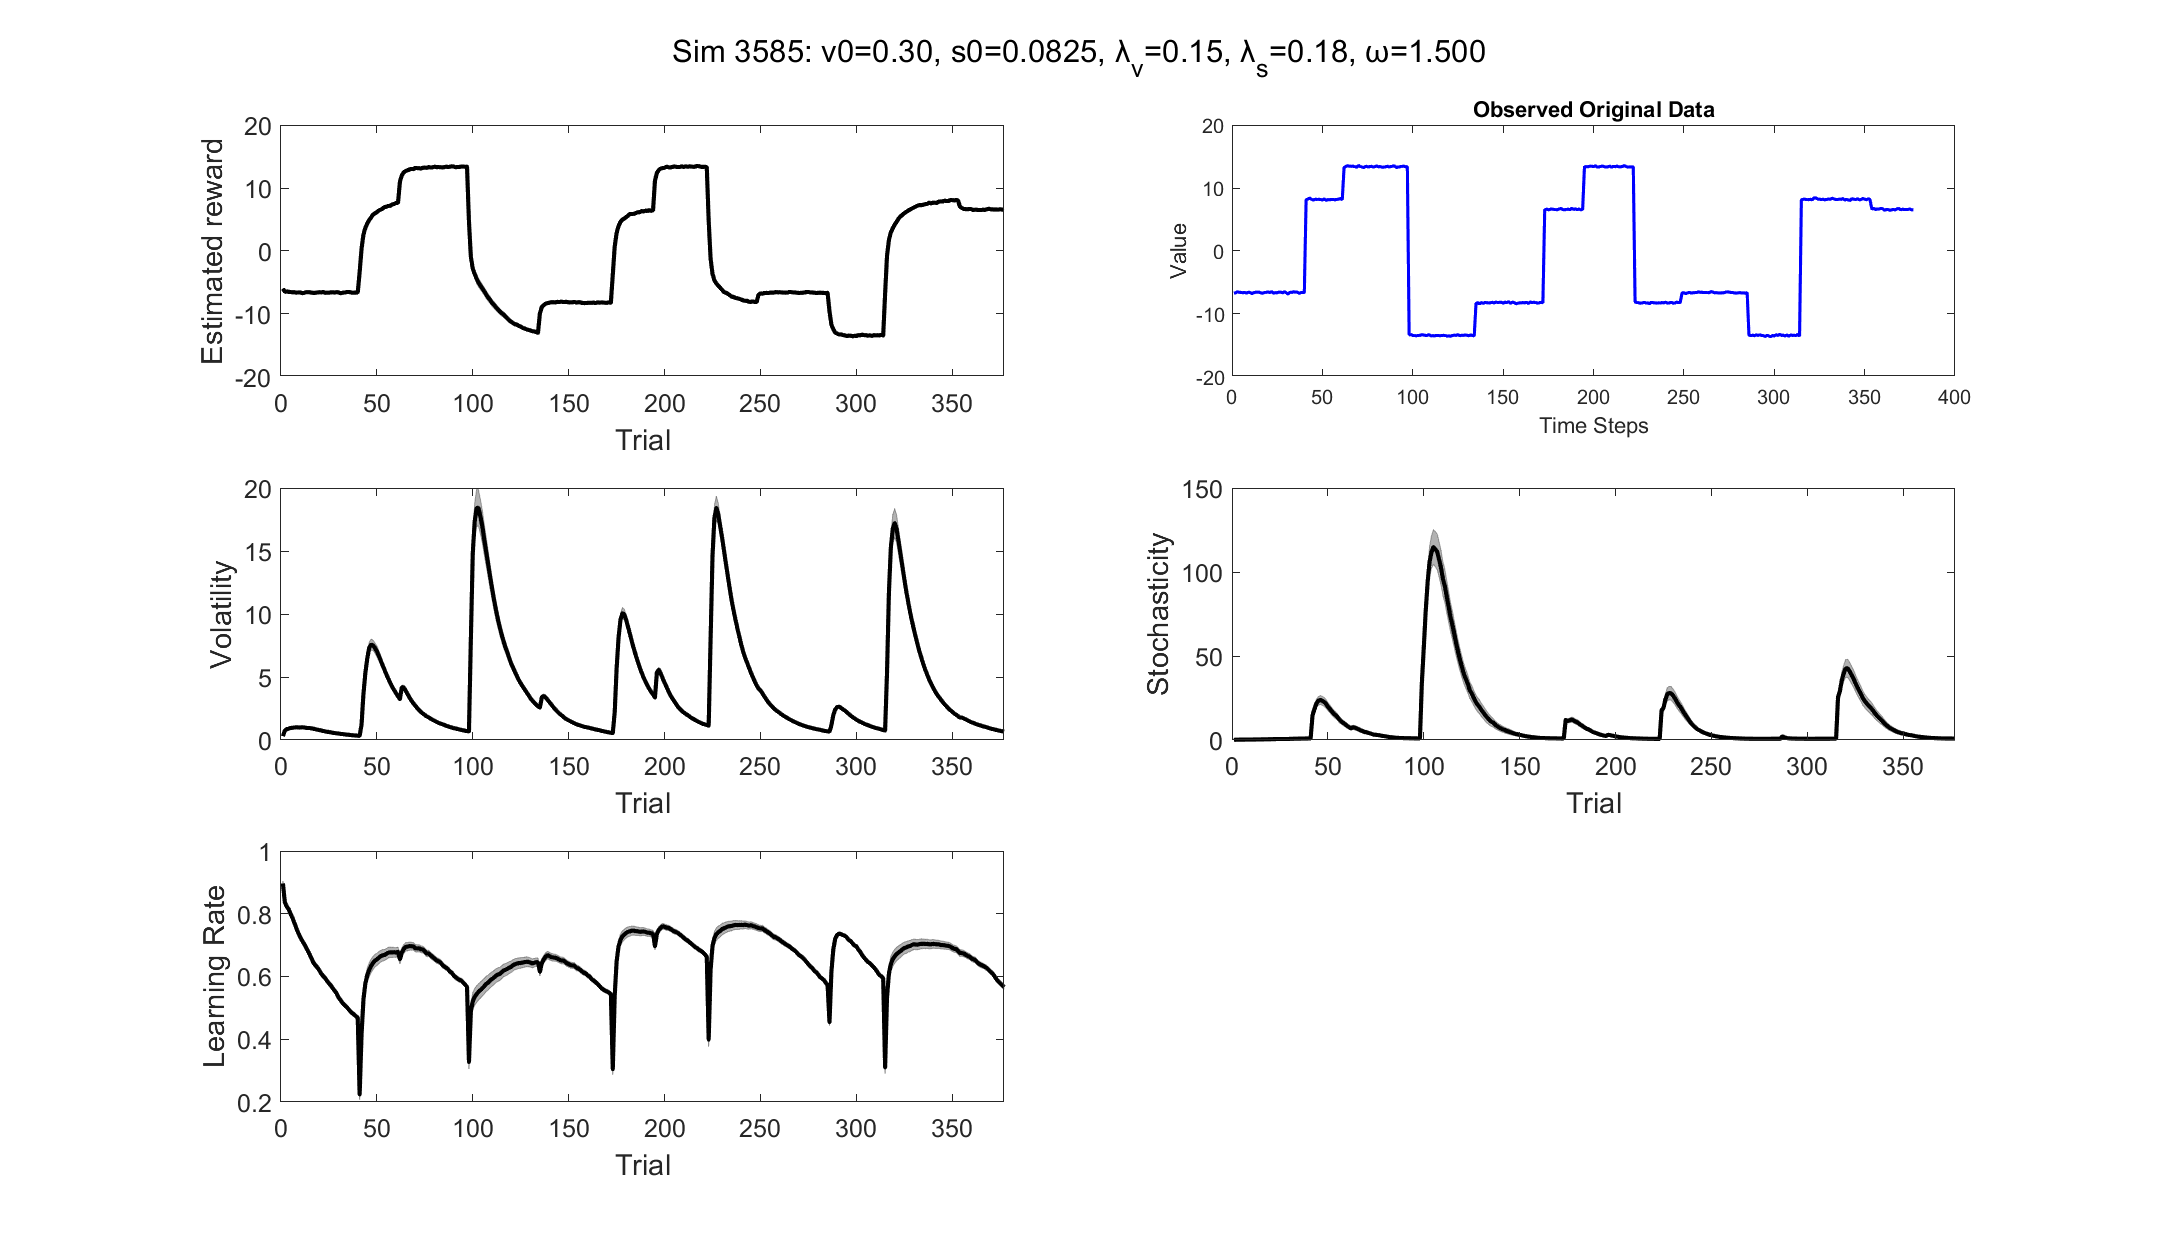 Sim 3585: v0=0.30, s0=0.0825, λ_v=0.15, λ_s=0.18, ω=1.500
Estimated reward
20
10
0
-10
-20
0 50 100 150 200 250 300 350
Trial
Observed Original Data
Value
20
10
0
-10
-20
0 50 100 150 200 250 300 350 400
Time Steps
Volatility
20
15
10
5
0
0 50 100 150 200 250 300 350
Trial
Stochasticity
150
100
50
0
0 50 100 150 200 250 300 350
Trial
Learning Rate
1
0.8
0.6
0.4
0.2
0 50 100 150 200 250 300 350
Trial